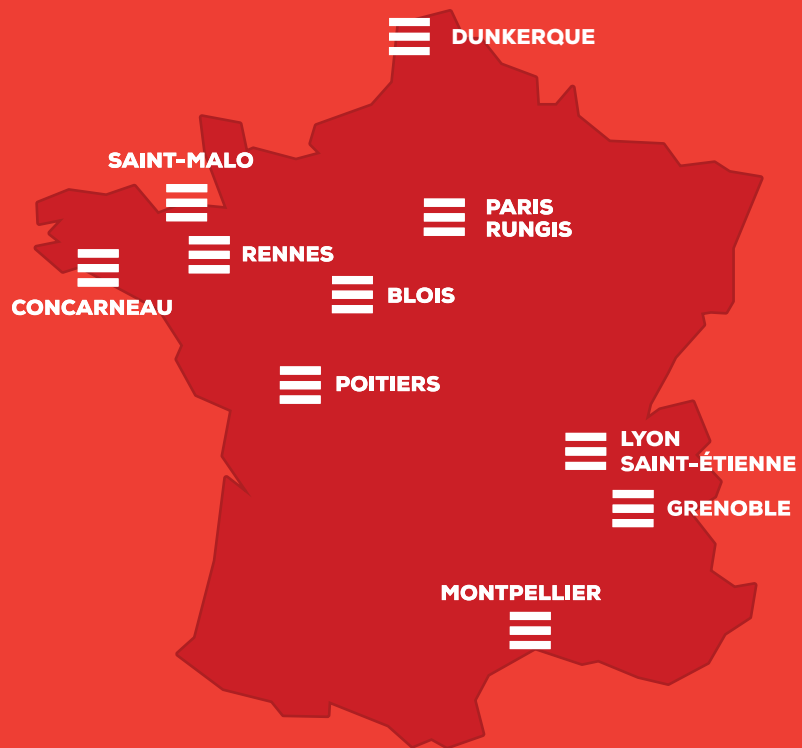 DUNKERQUE
SAINT-MALO
PARIS
RUNGIS
RENNES
CONCARNEAU
BLOIS
POITIERS
LYON
SAINT-ÉTIENNE
GRENOBLE
MONTPELLIER